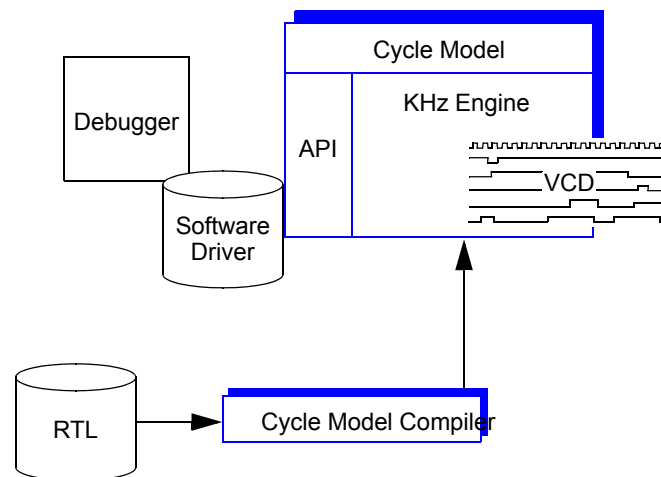 Cycle Model
KHz Engine
Debugger
API
VCD
Software
Driver
RTL
Cycle Model Compiler